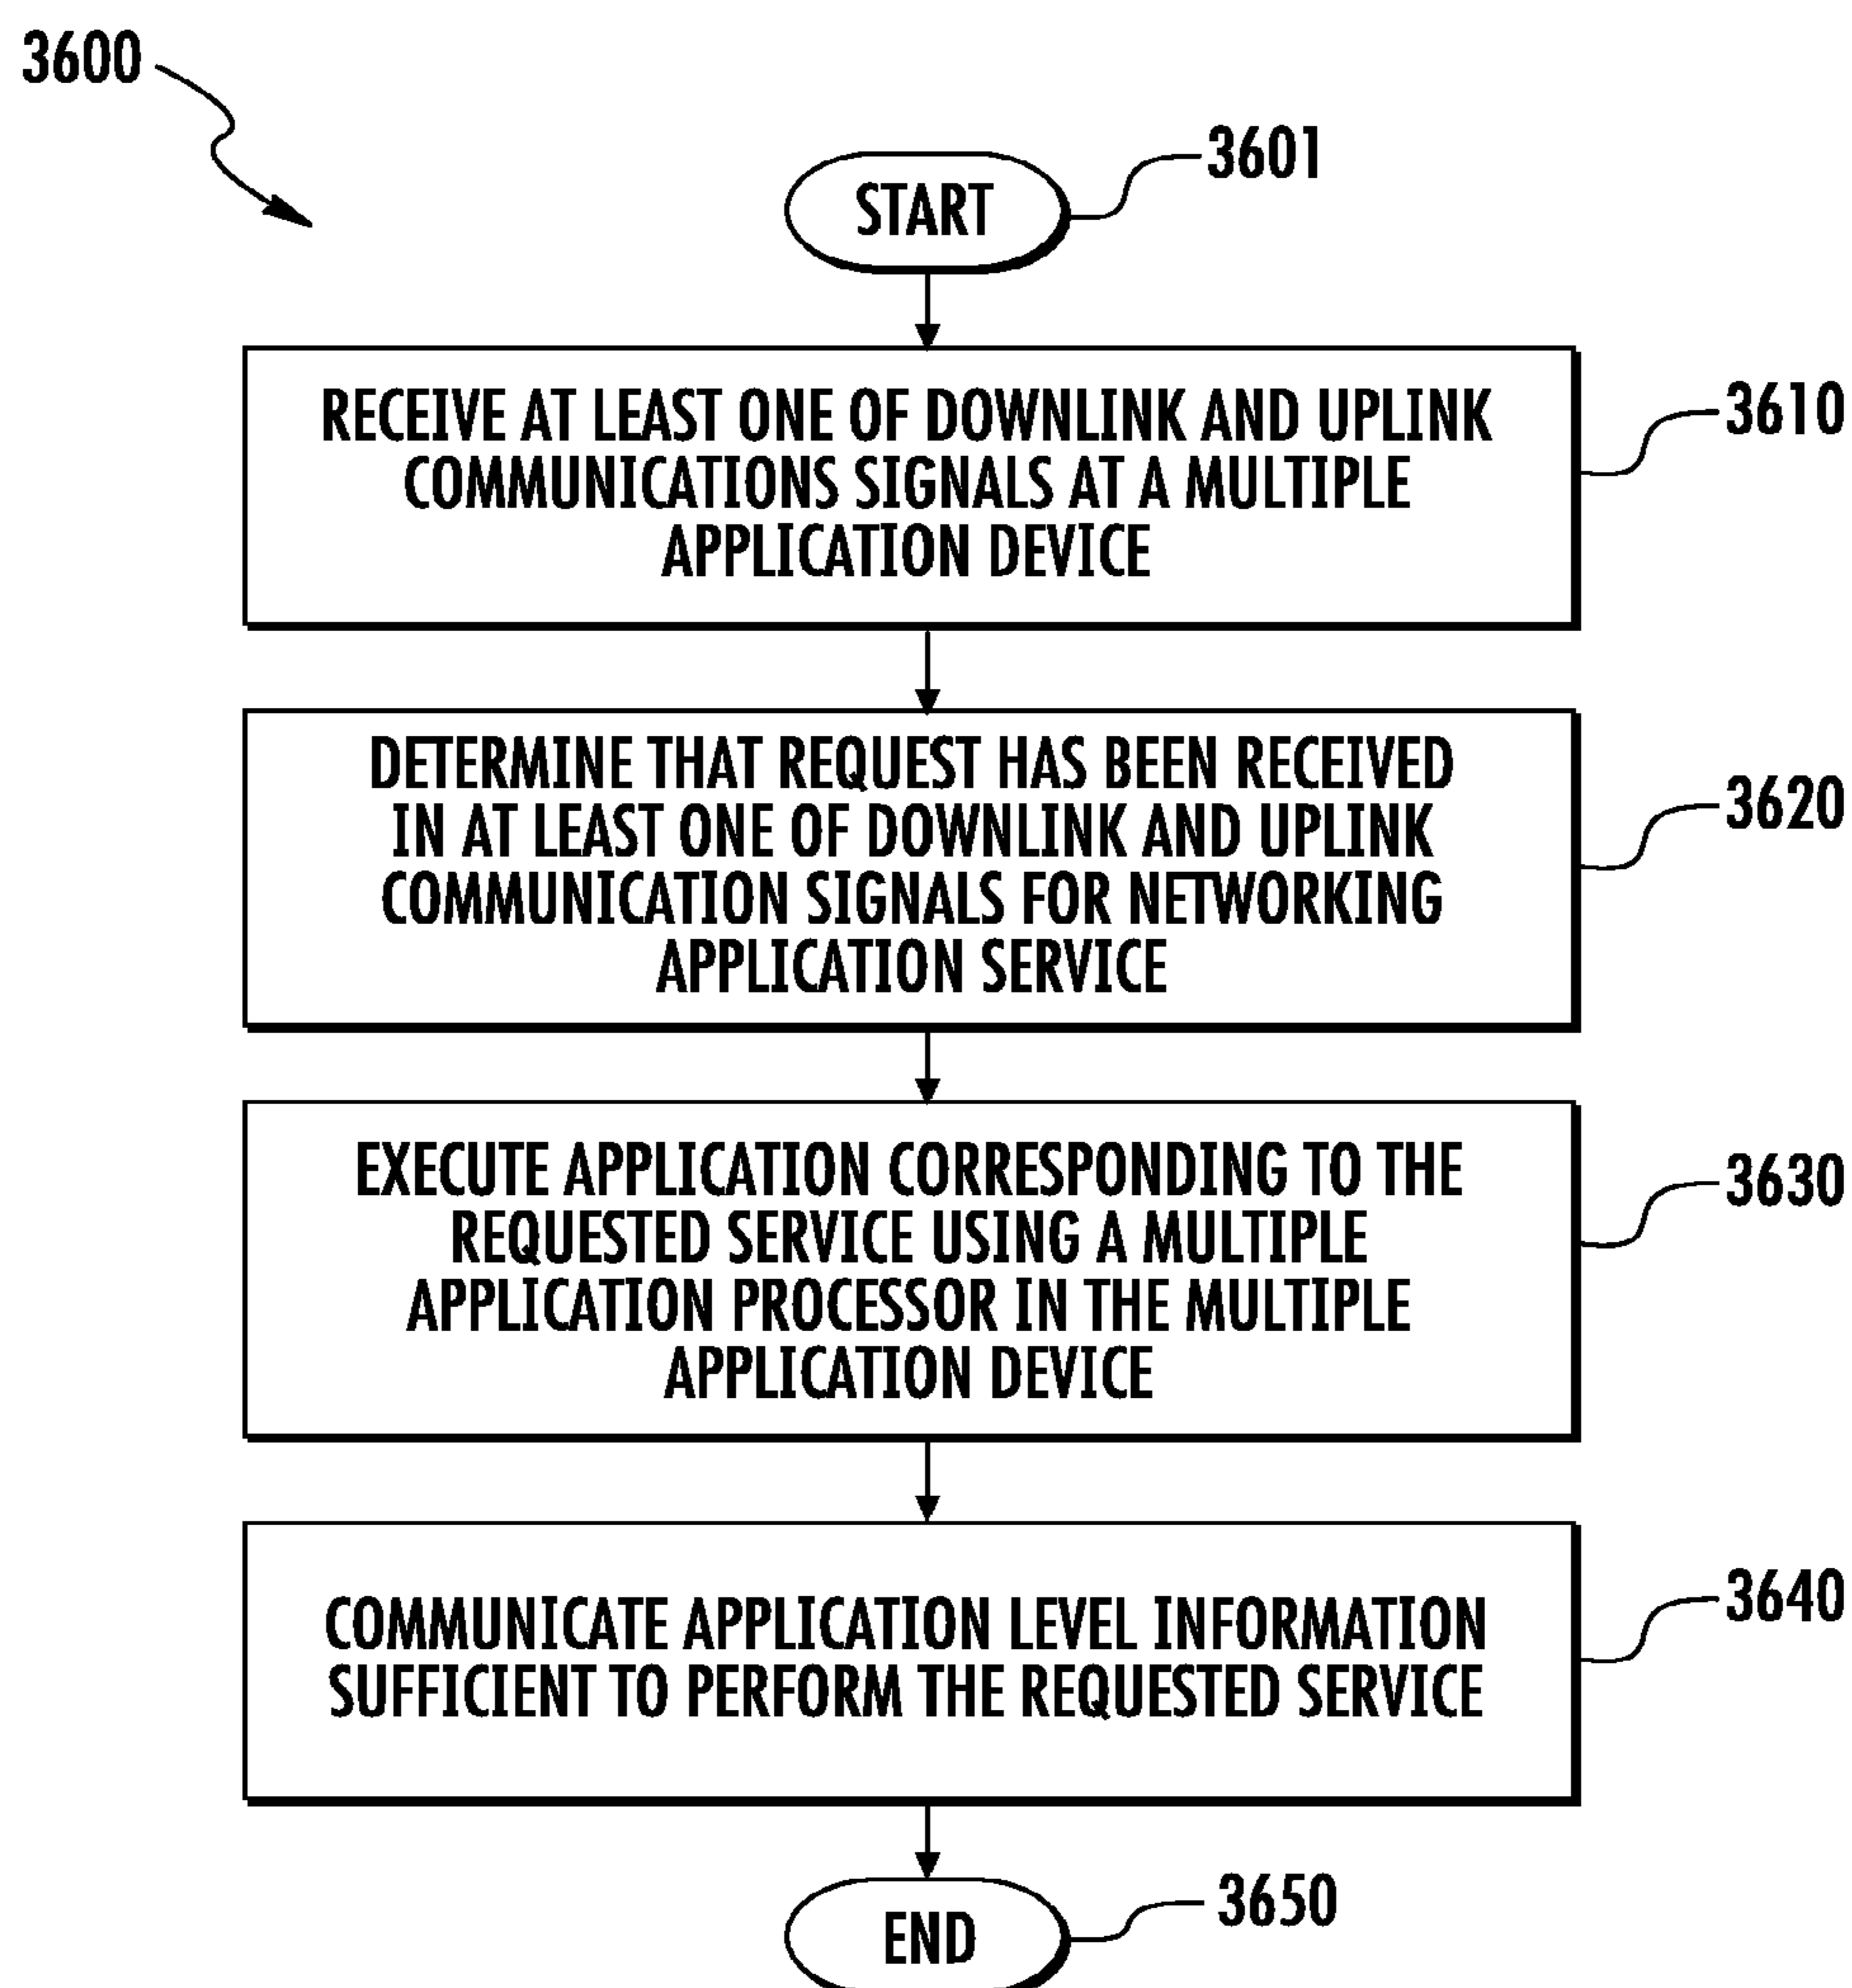 3600
3601
START
RECEIVE AT LEAST ONE OF DOWNLINK AND UPLINK
COMMUNICATIONS SIGNALS AT A MULTIPLE
APPLICATION DEVICE
3610
DETERMINE THAT REQUEST HAS BEEN RECEIVED
IN AT LEAST ONE OF DOWNLINK AND UPLINK
COMMUNICATION SIGNALS FOR NETWORKING
APPLICATION SERVICE
3620
EXECUTE APPLICATION CORRESPONDING TO THE
REQUESTED SERVICE USING A MULTIPLE
APPLICATION PROCESSOR IN THE MULTIPLE
APPLICATION DEVICE
3630
COMMUNICATE APPLICATION LEVEL INFORMATION
SUFFICIENT TO PERFORM THE REQUESTED SERVICE
3640
END
3650